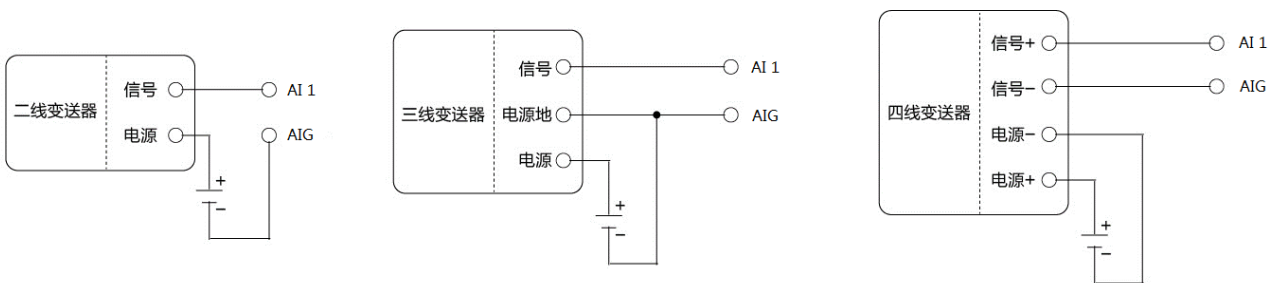 二线变送器
信号
AI 1
电源
AIG
+
−
三线变送器
信号
AI 1
电源地
AIG
电源
+
−
四线变送器
信号+
AI 1
信号−
AIG
电源−
电源+
+
−